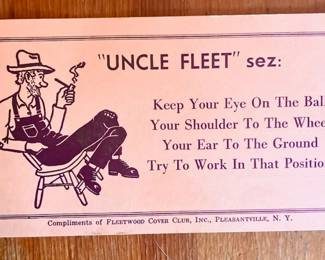 "UNCLE FLEET" sez:
Keep Your Eye On The Bal
Your Shoulder To The Whee
Your Ear To The Ground
Try To Work In That Position
Compliments of Fleetwood Cover Club, Inc., Pleasantville, N. Y.